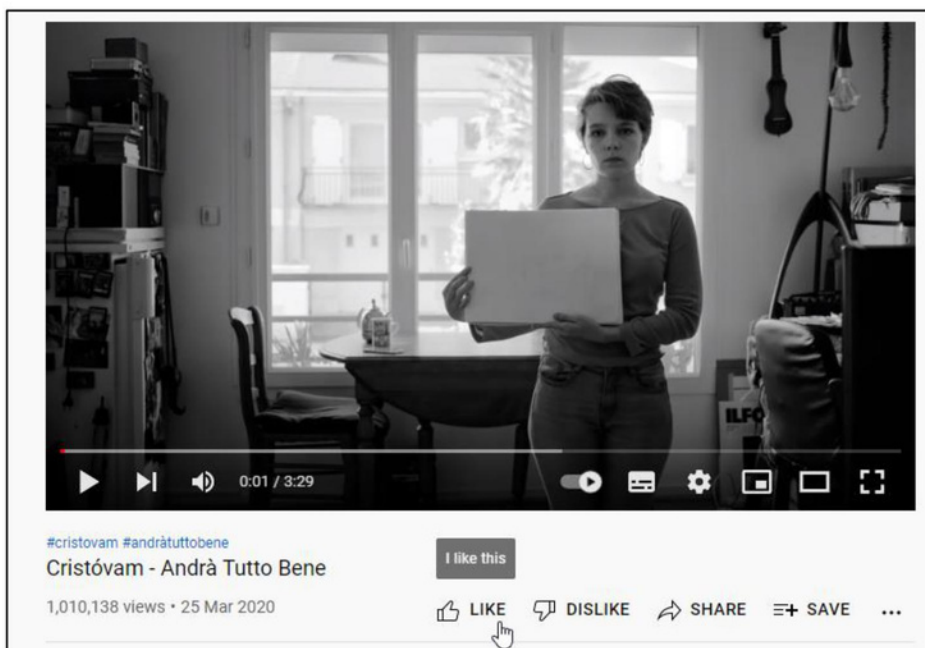 ILFO
0:01 / 3:29
#cristovam #andràtuttobene
Cristóvam - Andrà Tutto Bene
I like this
1,010,138 views • 25 Mar 2020
LIKE DISLIKE SHARE SAVE